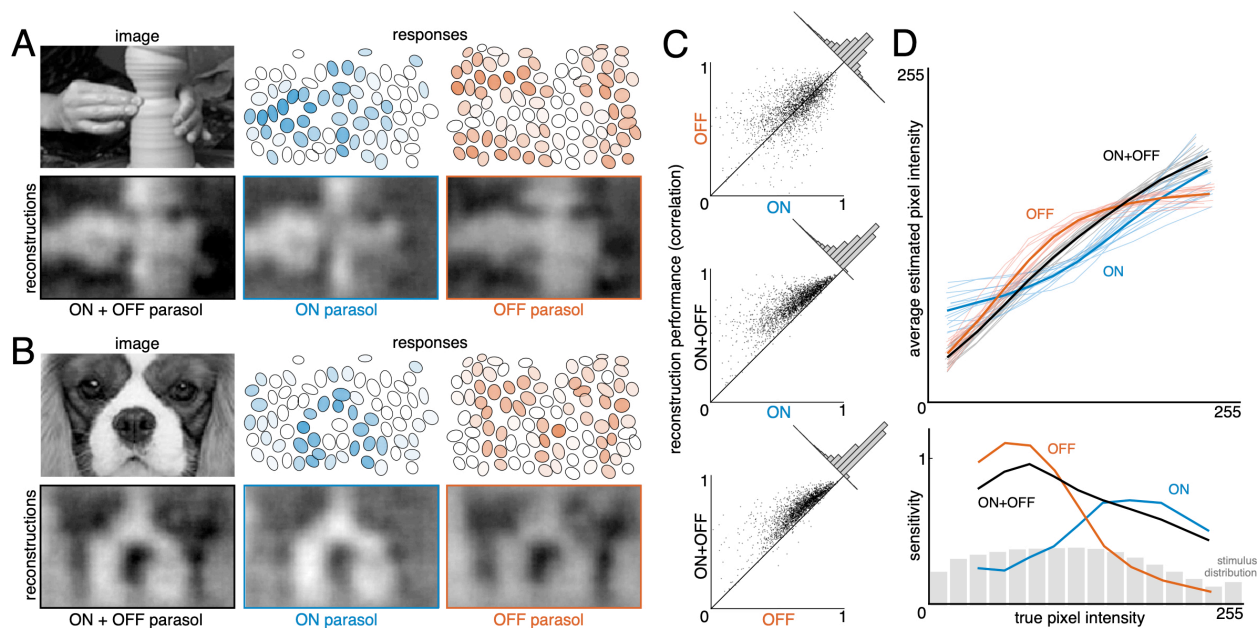 A
image
responses
reconstructions
ON + OFF parasol
ON parasol
OFF parasol
B
image
responses
reconstructions
ON + OFF parasol
ON parasol
OFF parasol
C
reconstruction performance (correlation)
1
OFF
0
ON
1
1
ON+OFF
0
ON
1
1
ON+OFF
0
OFF
1
D
255
average estimated pixel intensity
ON+OFF
OFF
ON
0
255
1
sensitivity
OFF
ON+OFF
ON
stimulus
distribution
0
true pixel intensity
255